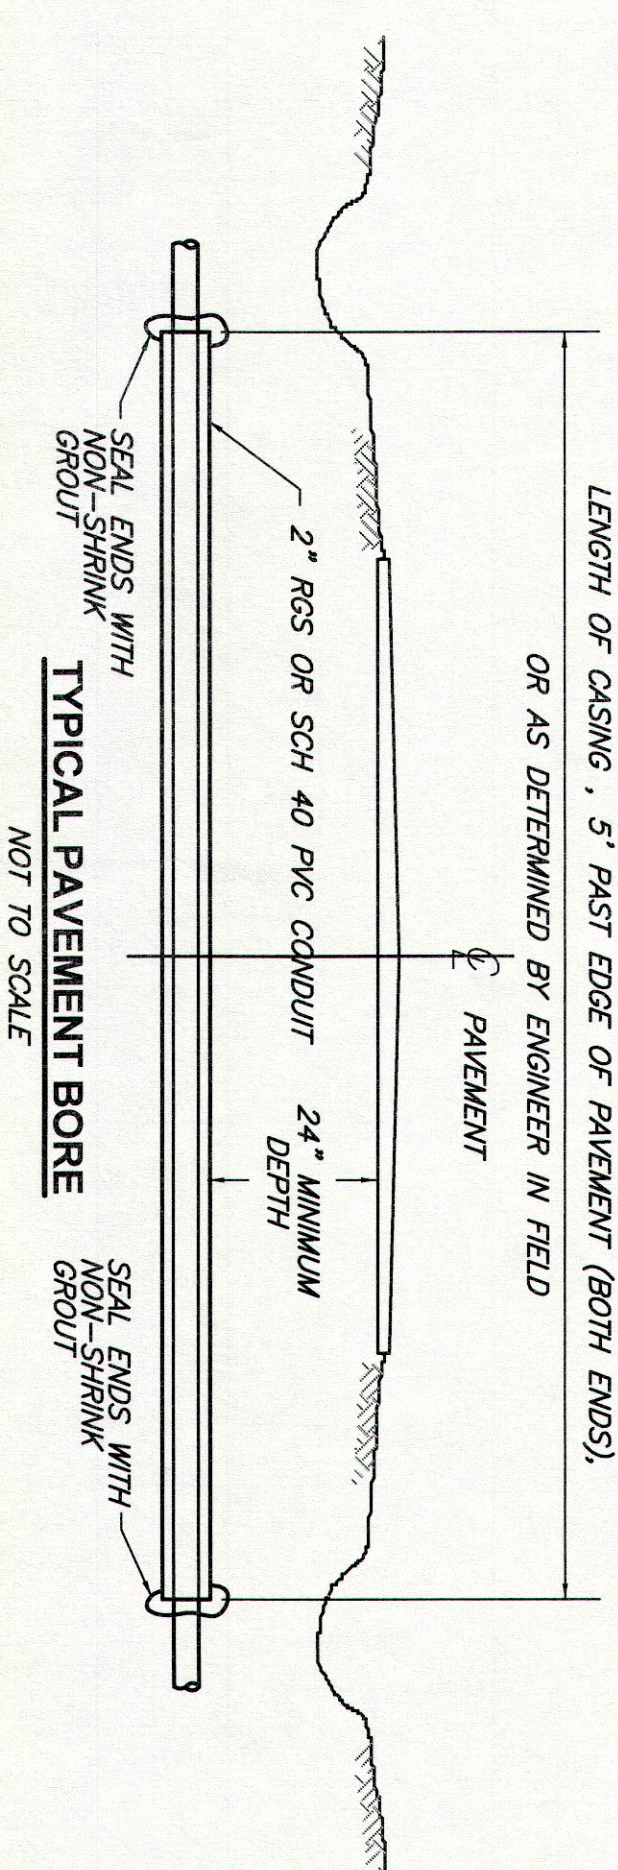 LENGTH OF CASING , 5' PAST EDGE OF PAVEMENT (BOTH ENDS),
OR AS DETERMINED BY ENGINEER IN FIELD
℄ PAVEMENT
24" MINIMUM
DEPTH
2" RGS OR SCH 40 PVC CONDUIT
SEAL ENDS WITH
NON-SHRINK
GROUT
SEAL ENDS WITH
NON-SHRINK
GROUT
TYPICAL PAVEMENT BORE
NOT TO SCALE